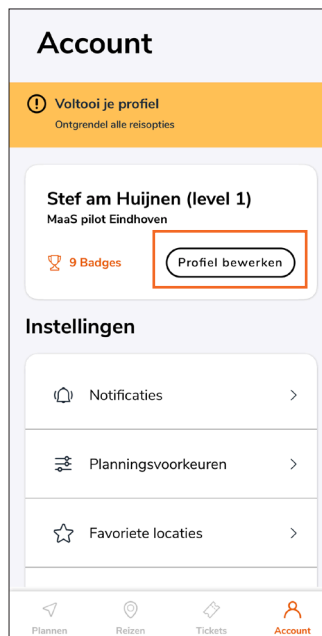 Account
Voltooi je profiel
Ontgrendel alle reisopties
Stef am Huijnen (level 1)
MaaS pilot Eindhoven
9 Badges
Profiel bewerken
Instellingen
Notificaties
Planningsvoorkeuren
Favoriete locaties
Plannen Reizen Tickets Account